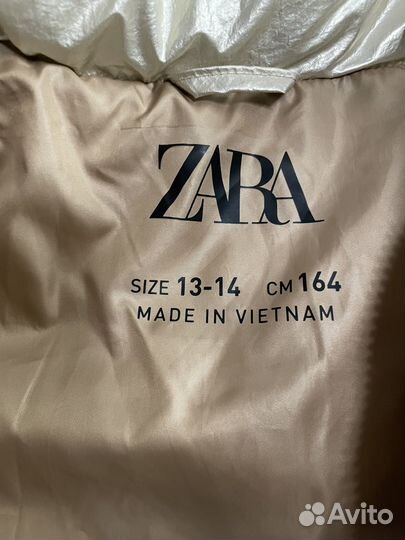 ZARA
SIZE 13-14 CM 164
MADE IN VIETNAM
Avito